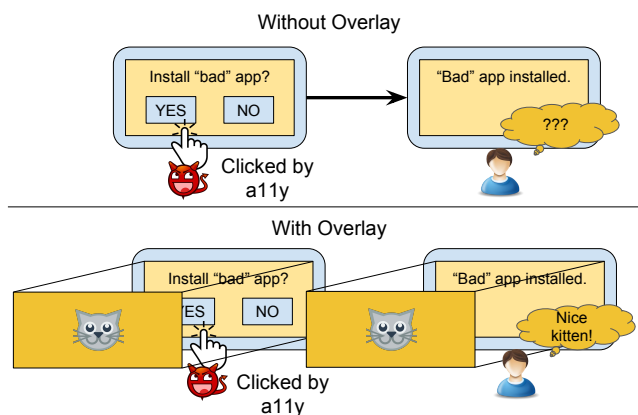 Without Overlay
Install “bad” app?
YES
NO
“Bad” app installed.
???
Clicked by
a11y
With Overlay
Install “bad” app?
YES
NO
“Bad” app installed.
Nice
kitten!
Clicked by
a11y